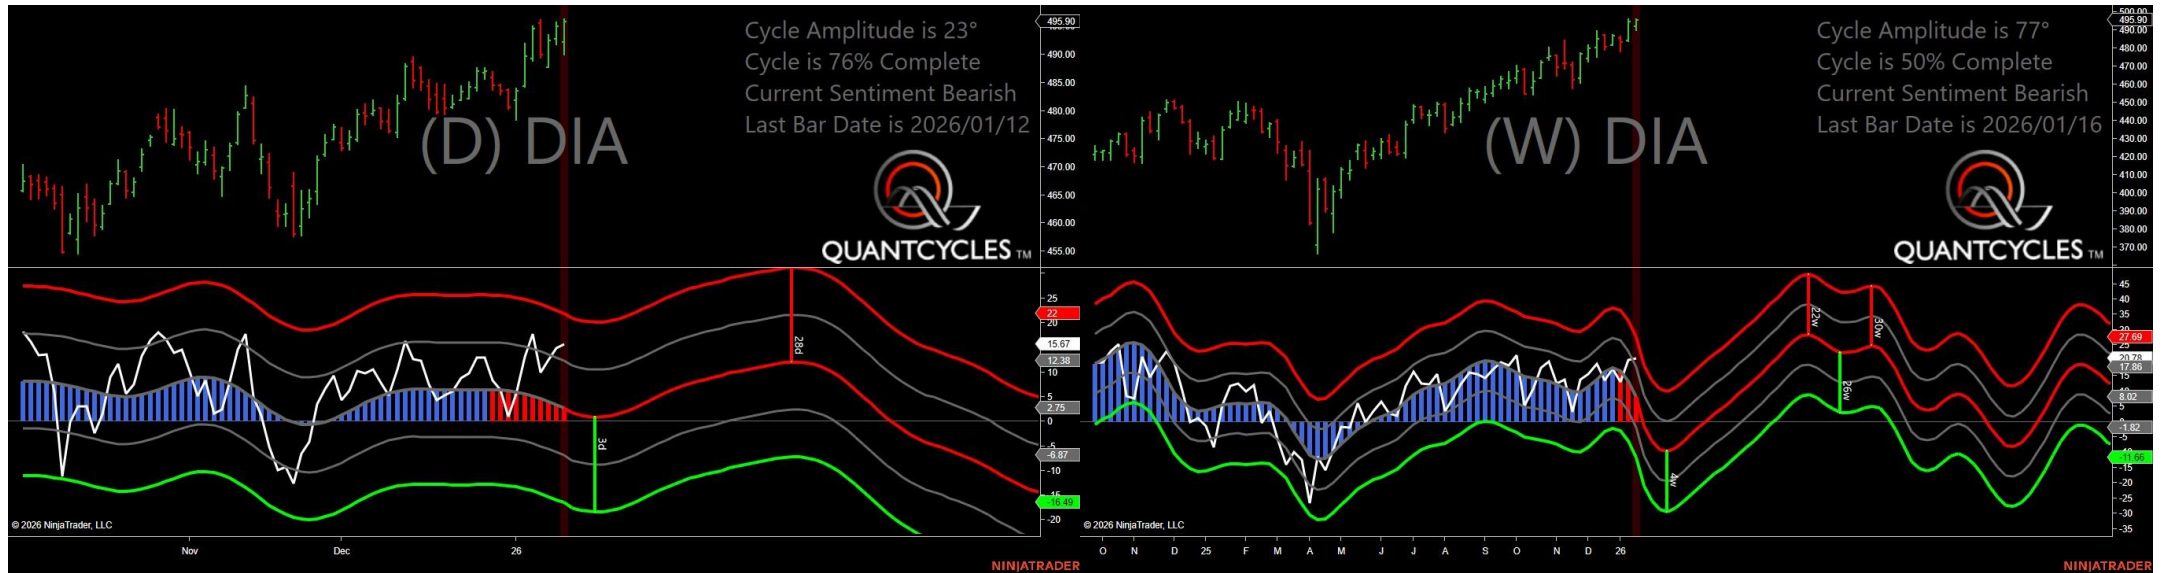 Cycle Amplitude is 23°
Cycle is 76% Complete
Current Sentiment Bearish
Last Bar Date is 2026/01/12
(D) DIA
QUANTCYCLES TM
495.90
490.00
485.00
480.00
475.00
470.00
465.00
460.00
455.00
25
22
20
15.67
12.38
10
5
2.75
0
-5
-6.87
-10
-16.49
-20
28d
3d
© 2026 NinjaTrader, LLC
Nov
Dec
26
NINJATRADER
Cycle Amplitude is 77°
Cycle is 50% Complete
Current Sentiment Bearish
Last Bar Date is 2026/01/16
(W) DIA
QUANTCYCLES TM
500.00
495.90
490.00
480.00
470.00
460.00
450.00
440.00
430.00
420.00
410.00
400.00
390.00
380.00
370.00
45
40
35
27.69
25
20.78
17.86
15
8.02
5
0
-1.82
-5
-11.66
-15
-20
-25
-30
-35
22w
30w
26w
4w
© 2026 NinjaTrader, LLC
O
N
D
25
F
M
A
M
J
J
A
S
O
N
D
26
NINJATRADER